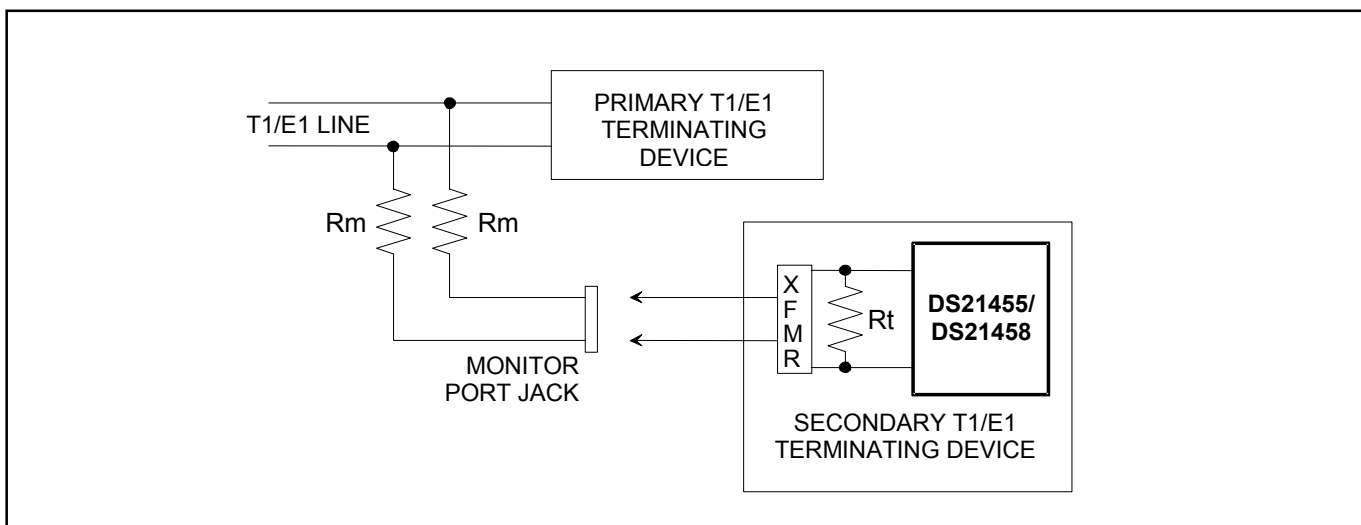 PRIMARY T1/E1
TERMINATING
DEVICE
T1/E1 LINE
Rm
Rm
MONITOR
PORT JACK
X
F
M
R
Rt
DS21455/
DS21458
SECONDARY T1/E1
TERMINATING DEVICE